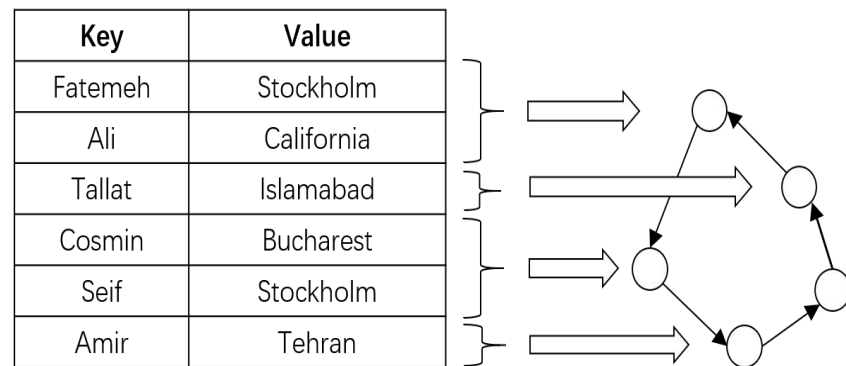 Key Value
Fatemeh Stockholm
Ali California
Tallat Islamabad
Cosmin Bucharest
Seif Stockholm
Amir Tehran